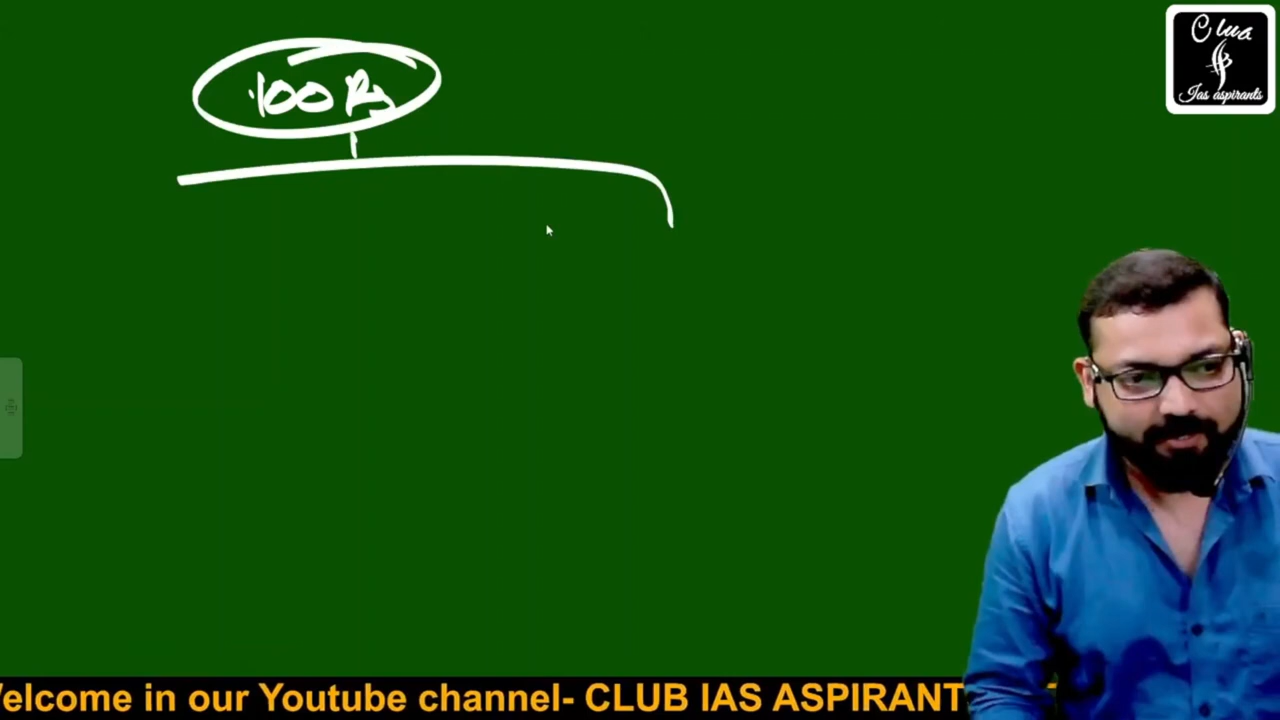 100 Rs
Club
Ias aspirants
Welcome in our Youtube channel- CLUB IAS ASPIRANT